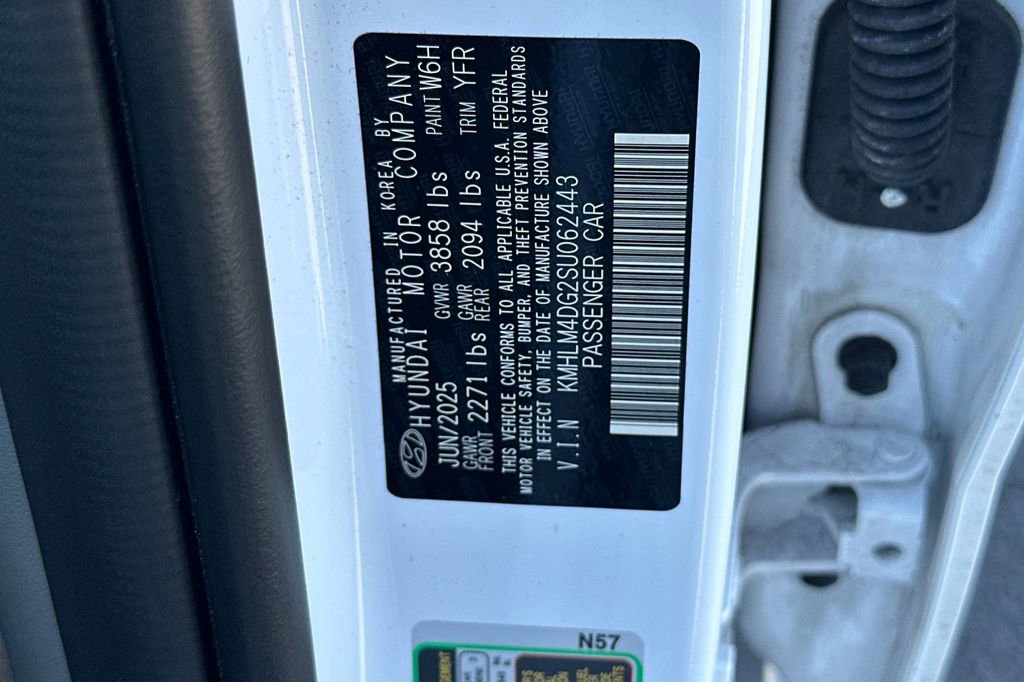 MANUFACTURED IN KOREA BY
HYUNDAI MOTOR COMPANY
JUN/2025 GVWR 3858 lbs PAINT W6H
GAWR FRONT 2271 lbs GAWR REAR 2094 lbs TRIM YFR
THIS VEHICLE CONFORMS TO ALL APPLICABLE U.S.A. FEDERAL
MOTOR VEHICLE SAFETY, BUMPER, AND THEFT PREVENTION STANDARDS
IN EFFECT ON THE DATE OF MANUFACTURE SHOWN ABOVE
V.I.N KMHLM4DG2SU062443
PASSENGER CAR
N57